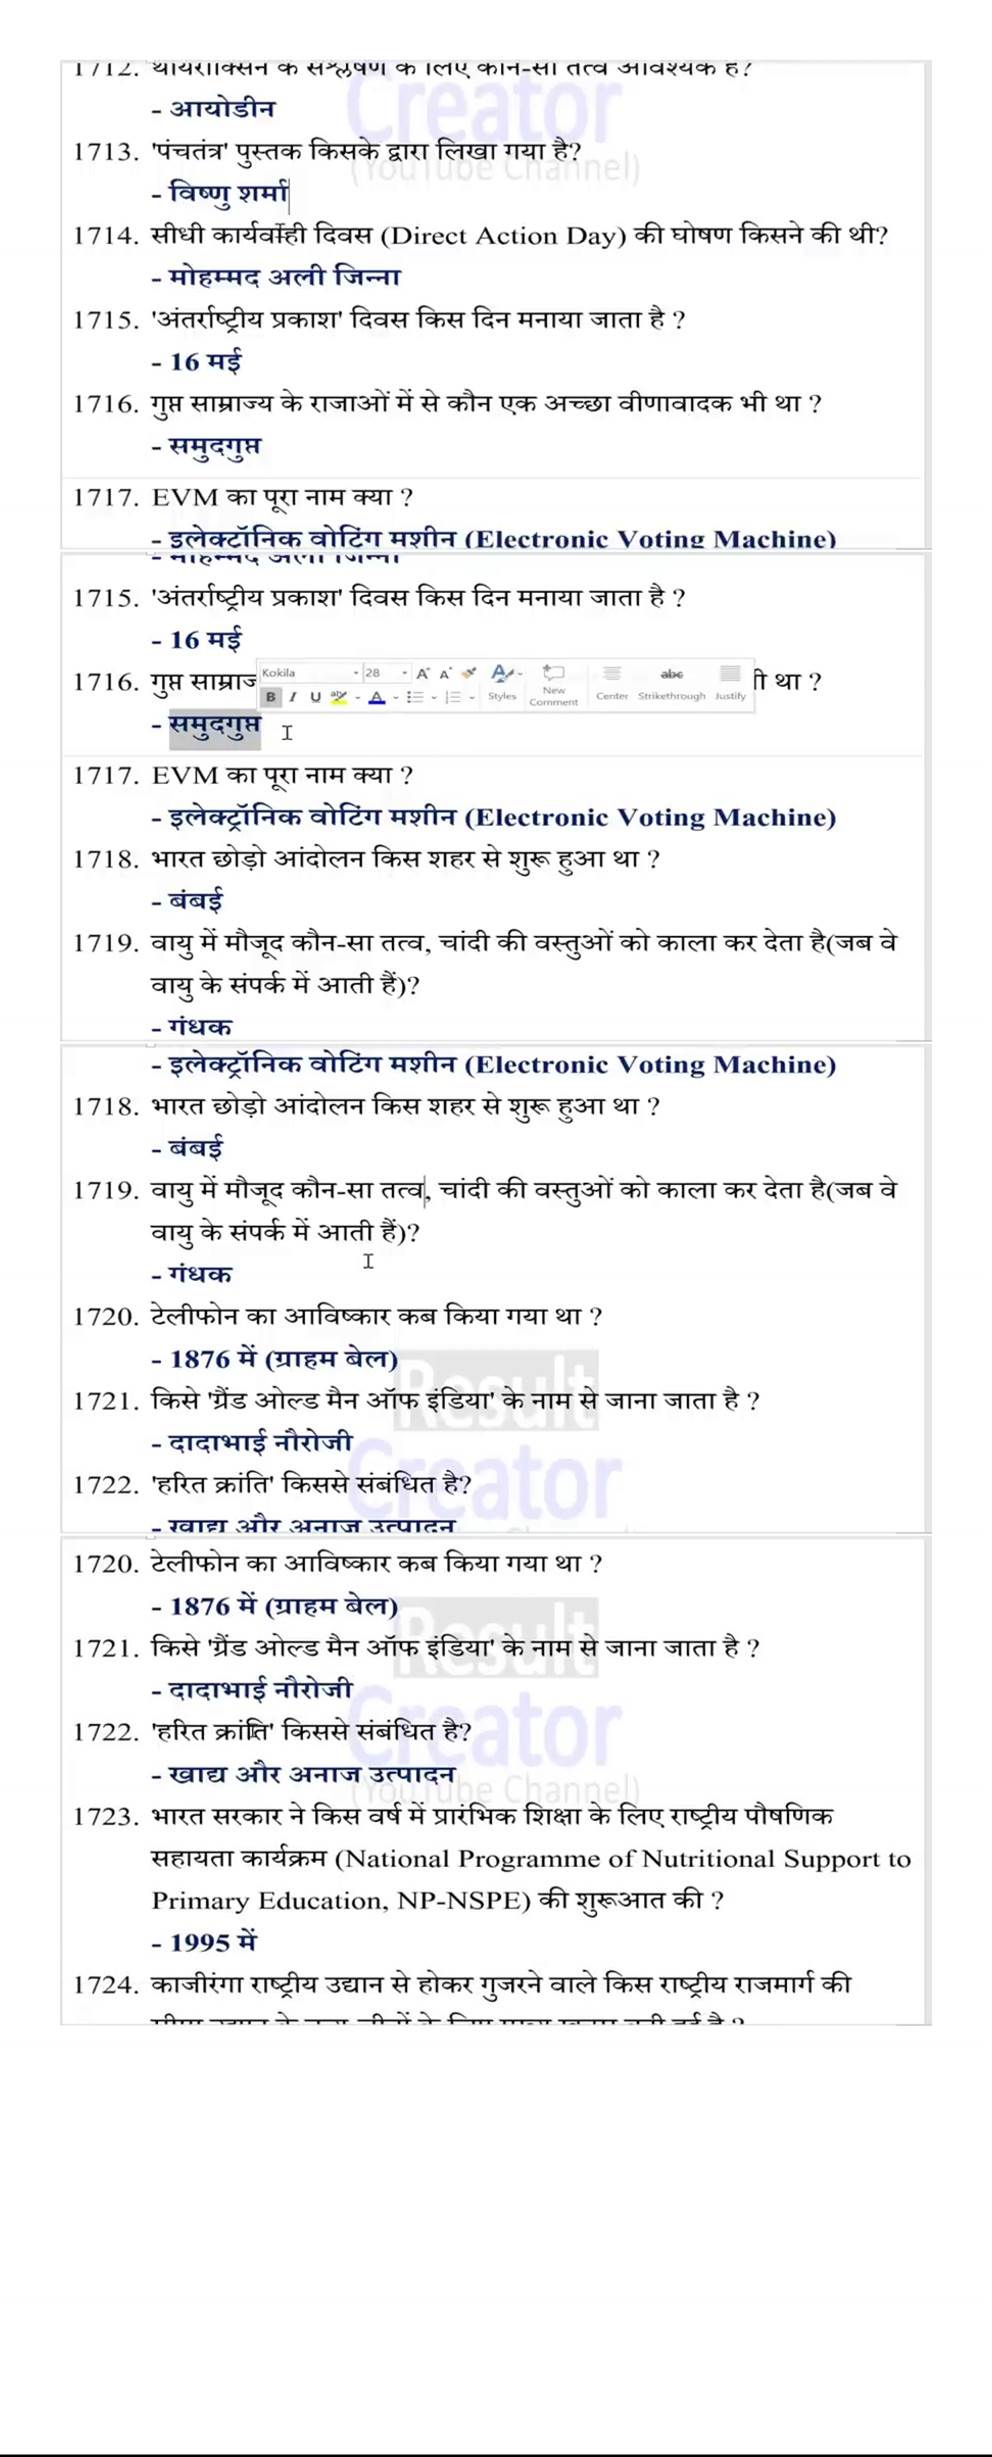 1712. थायरॉक्सिन के संश्लेषण के लिए कौन-सा तत्व आवश्यक है?
- आयोडीन
Creator
1713. 'पंचतंत्र' पुस्तक किसके द्वारा लिखा गया है?
(YouTube Channel)
- विष्णु शर्मा
1714. सीधी कार्यवाही दिवस (Direct Action Day) की घोषण किसने की थी?
- मोहम्मद अली जिन्ना
1715. 'अंतर्राष्ट्रीय प्रकाश' दिवस किस दिन मनाया जाता है ?
- 16 मई
1716. गुप्त साम्राज्य के राजाओं में से कौन एक अच्छा वीणावादक भी था ?
- समुदगुप्त
1717. EVM का पूरा नाम क्या ?
- इलेक्ट्रॉनिक वोटिंग मशीन (Electronic Voting Machine)
- मोहम्मद अली जिन्ना
1715. 'अंतर्राष्ट्रीय प्रकाश' दिवस किस दिन मनाया जाता है ?
- 16 मई
Kokila 28 A A A abc
1716. गुप्त साम्राज ी था ?
B I U aby A Styles New Comment Center Strikethrough Justify
- समुदगुप्त
1717. EVM का पूरा नाम क्या ?
- इलेक्ट्रॉनिक वोटिंग मशीन (Electronic Voting Machine)
1718. भारत छोड़ो आंदोलन किस शहर से शुरू हुआ था ?
- बंबई
1719. वायु में मौजूद कौन-सा तत्व, चांदी की वस्तुओं को काला कर देता है(जब वे
वायु के संपर्क में आती हैं)?
- गंधक
- इलेक्ट्रॉनिक वोटिंग मशीन (Electronic Voting Machine)
1718. भारत छोड़ो आंदोलन किस शहर से शुरू हुआ था ?
- बंबई
1719. वायु में मौजूद कौन-सा तत्व, चांदी की वस्तुओं को काला कर देता है(जब वे
वायु के संपर्क में आती हैं)?
- गंधक
1720. टेलीफोन का आविष्कार कब किया गया था ?
- 1876 में (ग्राहम बेल)
Result
1721. किसे 'ग्रैंड ओल्ड मैन ऑफ इंडिया' के नाम से जाना जाता है ?
- दादाभाई नौरोजी
Creator
1722. 'हरित क्रांति' किससे संबंधित है?
- खाद्य और अनाज उत्पादन
1720. टेलीफोन का आविष्कार कब किया गया था ?
- 1876 में (ग्राहम बेल)
Result
1721. किसे 'ग्रैंड ओल्ड मैन ऑफ इंडिया' के नाम से जाना जाता है ?
- दादाभाई नौरोजी
Creator
1722. 'हरित क्रांति' किससे संबंधित है?
- खाद्य और अनाज उत्पादन
(YouTube Channel)
1723. भारत सरकार ने किस वर्ष में प्रारंभिक शिक्षा के लिए राष्ट्रीय पौषणिक
सहायता कार्यक्रम (National Programme of Nutritional Support to
Primary Education, NP-NSPE) की शुरूआत की ?
- 1995 में
1724. काजीरंगा राष्ट्रीय उद्यान से होकर गुजरने वाले किस राष्ट्रीय राजमार्ग की